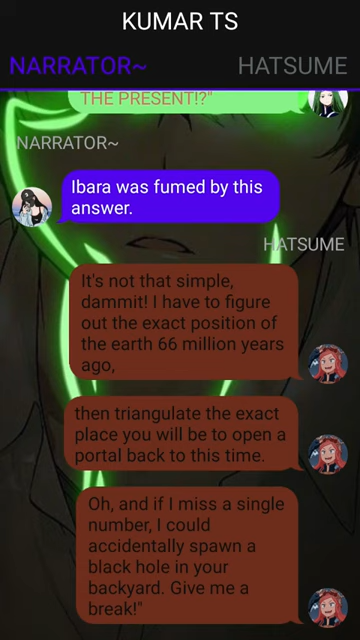 KUMAR TS
NARRATOR~ HATSUME
THE PRESENT!?"
NARRATOR~
Ibara was fumed by this
answer.
HATSUME
It's not that simple,
dammit! I have to figure
out the exact position of
the earth 66 million years
ago,
then triangulate the exact
place you will be to open a
portal back to this time.
Oh, and if I miss a single
number, I could
accidentally spawn a
black hole in your
backyard. Give me a
break!"